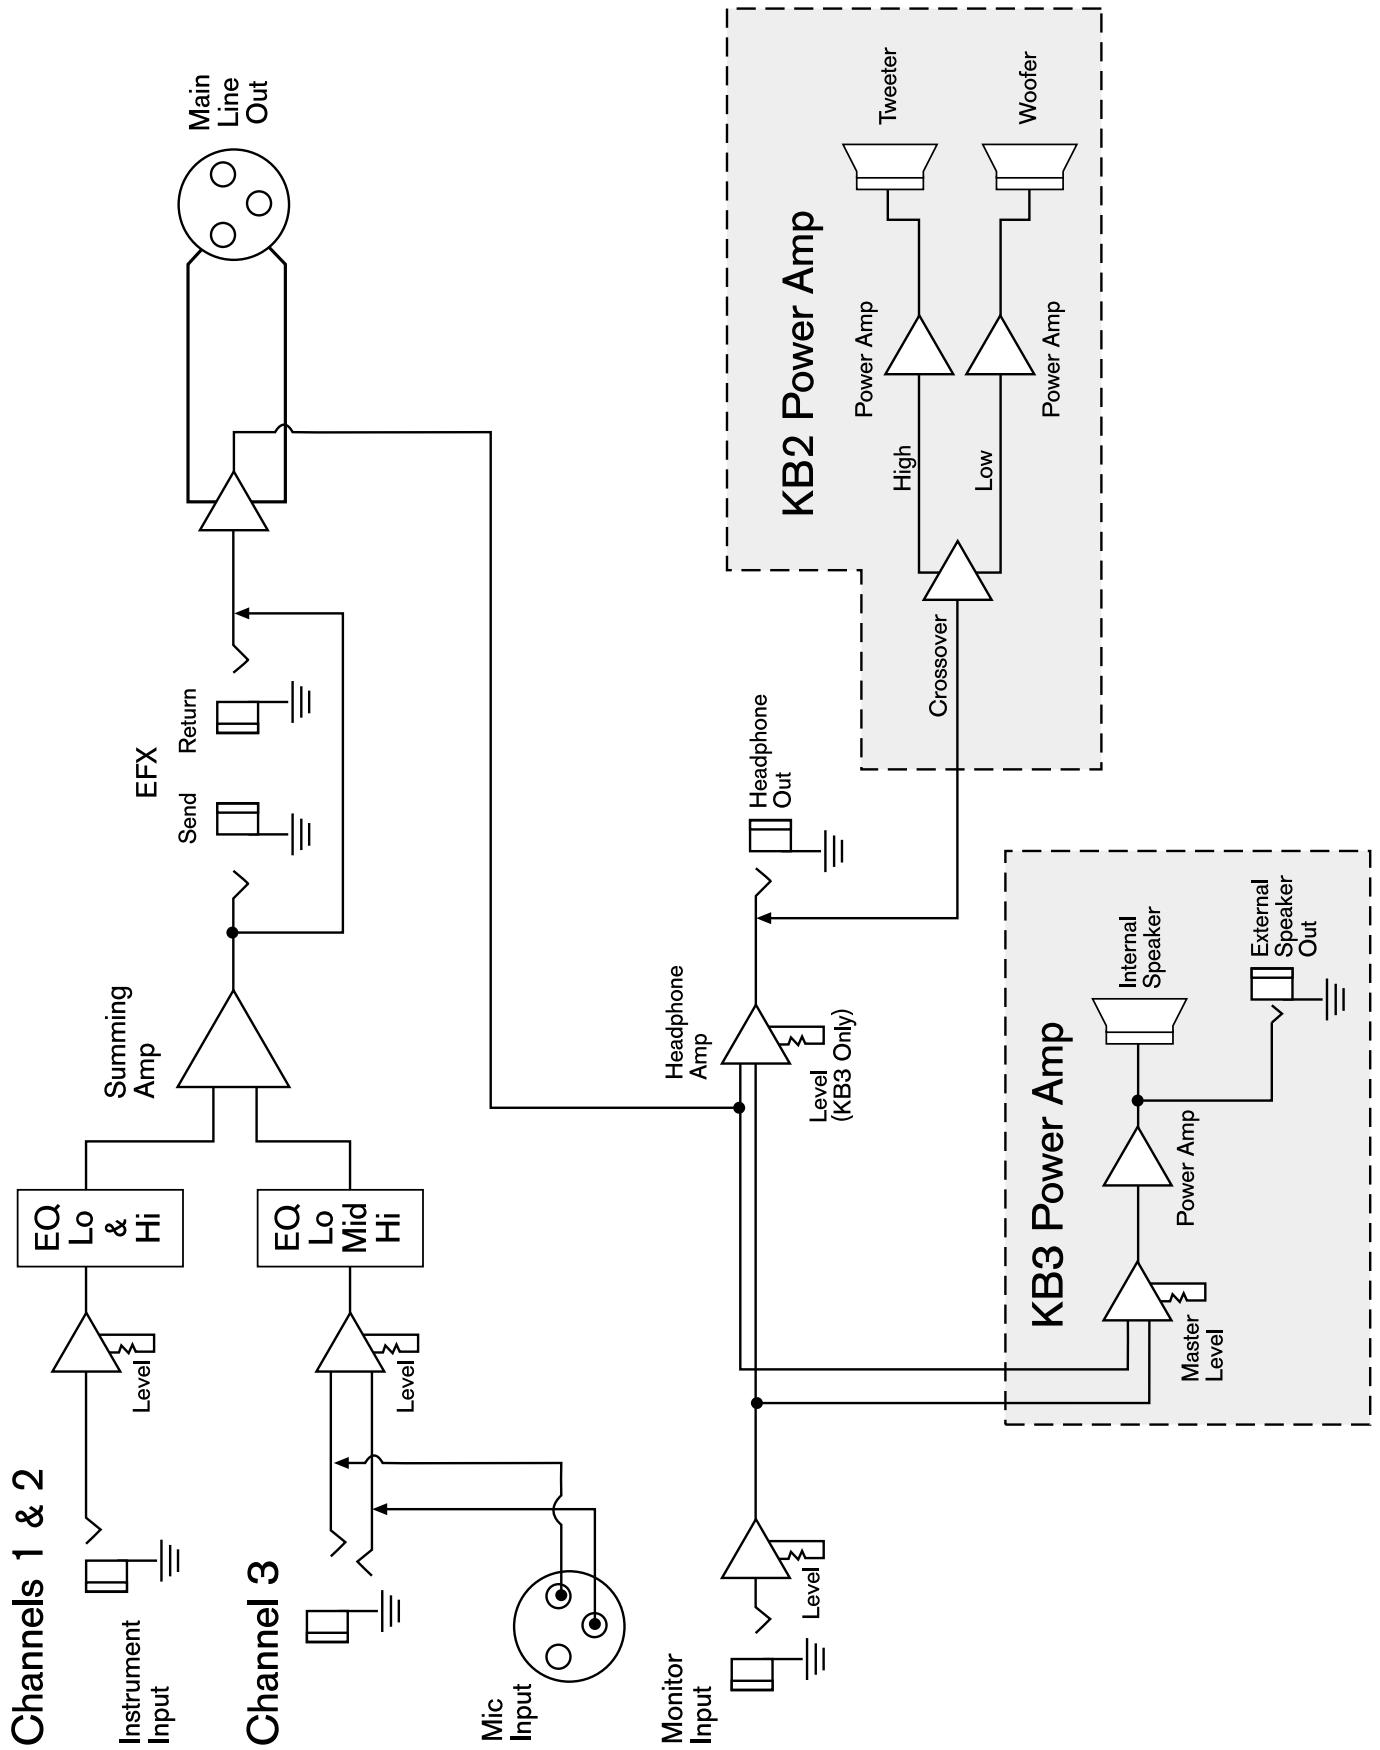 Channels 1 & 2
Instrument
Input
Level
EQ
Lo
&
Hi
Summing
Amp
EFX
Send
Return
Main
Line
Out
Channel 3
Level
EQ
Lo
Mid
Hi
Mic
Input
Monitor
Input
Level
Headphone
Amp
Level
(KB3 Only)
Headphone
Out
KB2 Power Amp
Crossover
High
Low
Power Amp
Power Amp
Tweeter
Woofer
KB3 Power Amp
Master
Level
Power Amp
Internal
Speaker
External
Speaker
Out